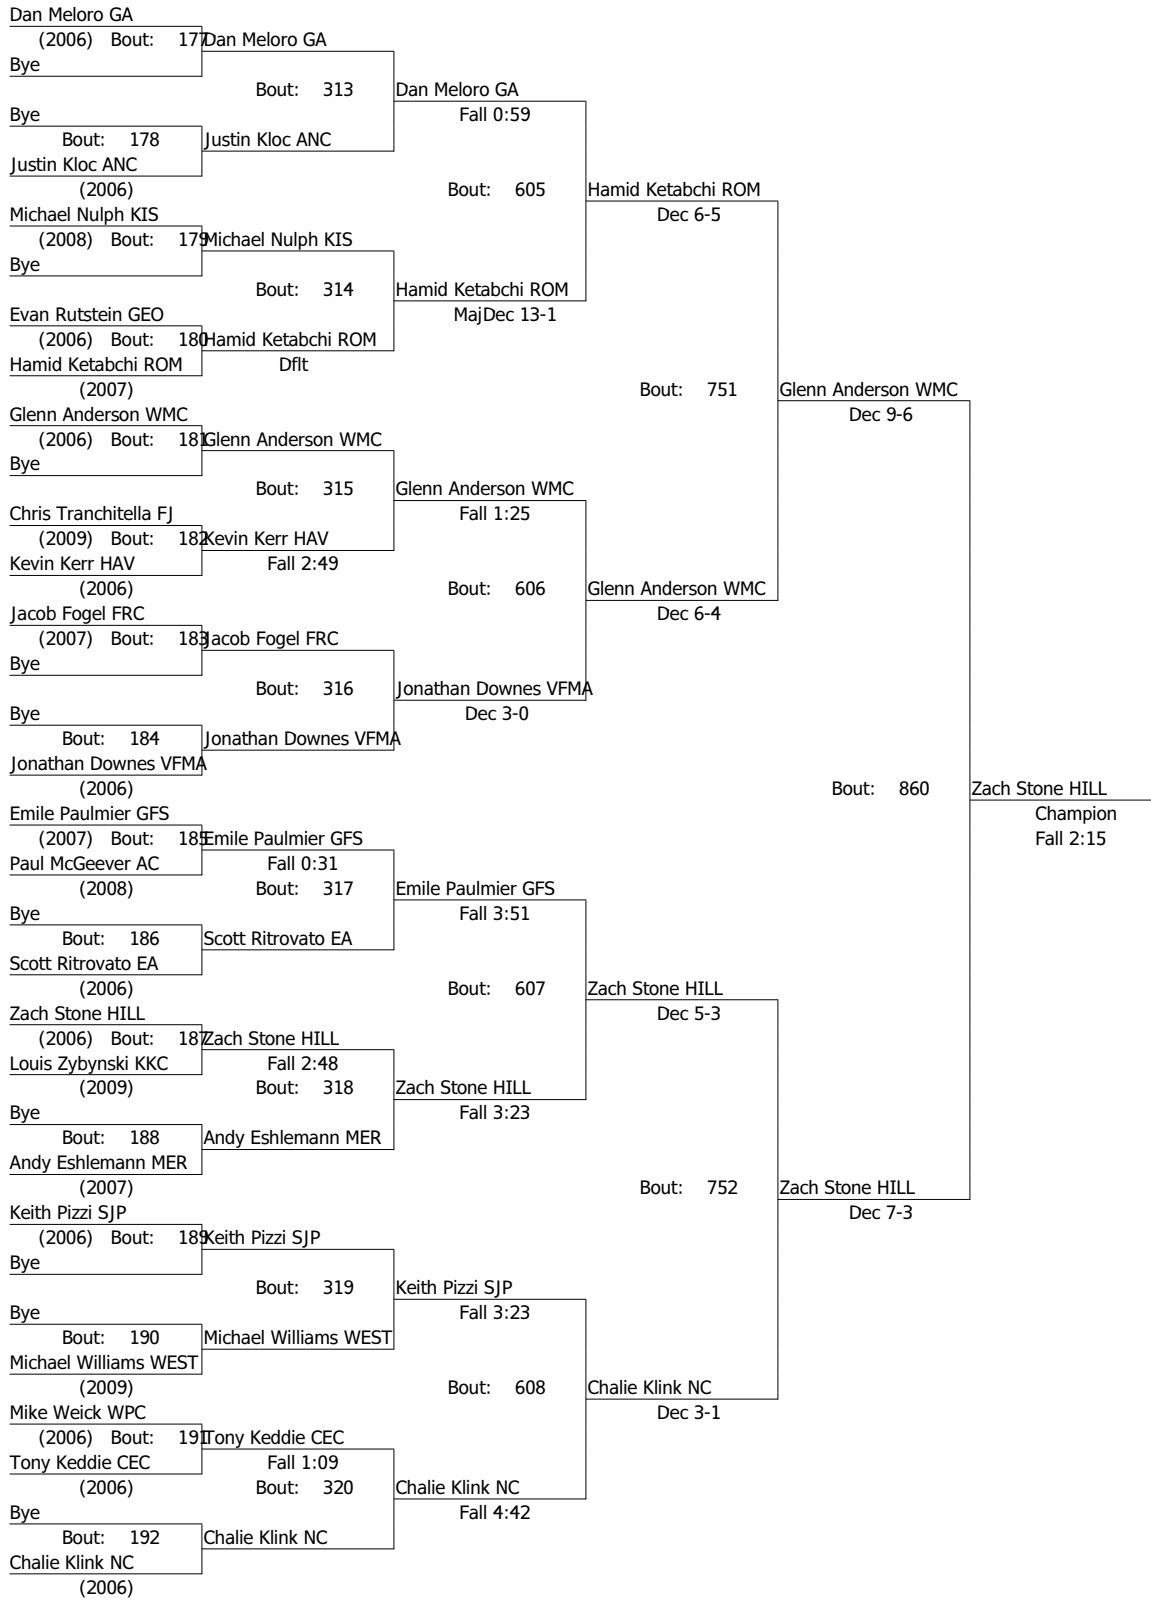 Dan Meloro GA
(2006) Bout: 177 Dan Meloro GA
Bye
Bout: 313 Dan Meloro GA
Bye Fall 0:59
Bout: 178 Justin Kloc ANC
Justin Kloc ANC
(2006) Bout: 605 Hamid Ketabchi ROM
Michael Nulph KIS Dec 6-5
(2008) Bout: 179 Michael Nulph KIS
Bye
Bout: 314 Hamid Ketabchi ROM
Evan Rutstein GEO MajDec 13-1
(2006) Bout: 180 Hamid Ketabchi ROM
Hamid Ketabchi ROM Dflt
(2007) Bout: 751 Glenn Anderson WMC
Glenn Anderson WMC Dec 9-6
(2006) Bout: 181 Glenn Anderson WMC
Bye
Bout: 315 Glenn Anderson WMC
Chris Tranchitella FJ Fall 1:25
(2009) Bout: 182 Kevin Kerr HAV
Kevin Kerr HAV Fall 2:49
(2006) Bout: 606 Glenn Anderson WMC
Jacob Fogel FRC Dec 6-4
(2007) Bout: 183 Jacob Fogel FRC
Bye
Bout: 316 Jonathan Downes VFMA
Bye Dec 3-0
Bout: 184 Jonathan Downes VFMA
Jonathan Downes VFMA
(2006) Bout: 860 Zach Stone HILL
Emile Paulmier GFS Champion
(2007) Bout: 185 Emile Paulmier GFS Fall 2:15
Paul McGeever AC Fall 0:31
(2008) Bout: 317 Emile Paulmier GFS
Bye Fall 3:51
Bout: 186 Scott Ritrovato EA
Scott Ritrovato EA
(2006) Bout: 607 Zach Stone HILL
Zach Stone HILL Dec 5-3
(2006) Bout: 187 Zach Stone HILL
Louis Zybynski KKC Fall 2:48
(2009) Bout: 318 Zach Stone HILL
Bye Fall 3:23
Bout: 188 Andy Eshlemann MER
Andy Eshlemann MER
(2007) Bout: 752 Zach Stone HILL
Keith Pizzi SJP Dec 7-3
(2006) Bout: 189 Keith Pizzi SJP
Bye
Bout: 319 Keith Pizzi SJP
Bye Fall 3:23
Bout: 190 Michael Williams WEST
Michael Williams WEST
(2009) Bout: 608 Chalie Klink NC
Mike Weick WPC Dec 3-1
(2006) Bout: 191 Tony Keddie CEC
Tony Keddie CEC Fall 1:09
(2006) Bout: 320 Chalie Klink NC
Bye Fall 4:42
Bout: 192 Chalie Klink NC
Chalie Klink NC
(2006)